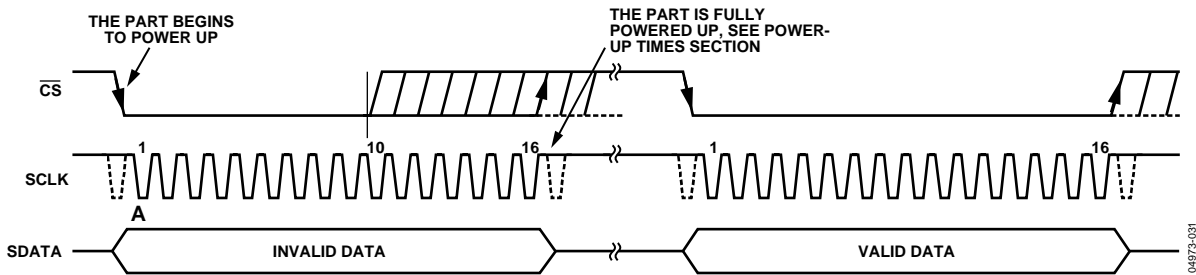 THE PART BEGINS
TO POWER UP
THE PART IS FULLY
POWERED UP, SEE POWER-
UP TIMES SECTION
CS
SCLK
1
10
16
1
16
A
SDATA
INVALID DATA
VALID DATA
04973-031